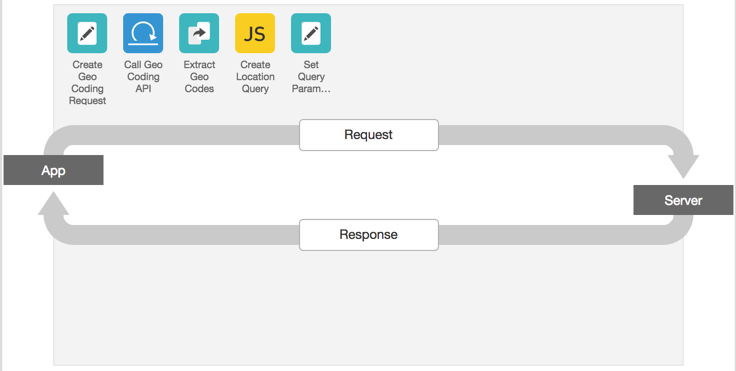 JS
Create Geo Coding Request
Call Geo Coding API
Extract Geo Codes
Create Location Query
Set Query Param...
Request
App
Server
Response